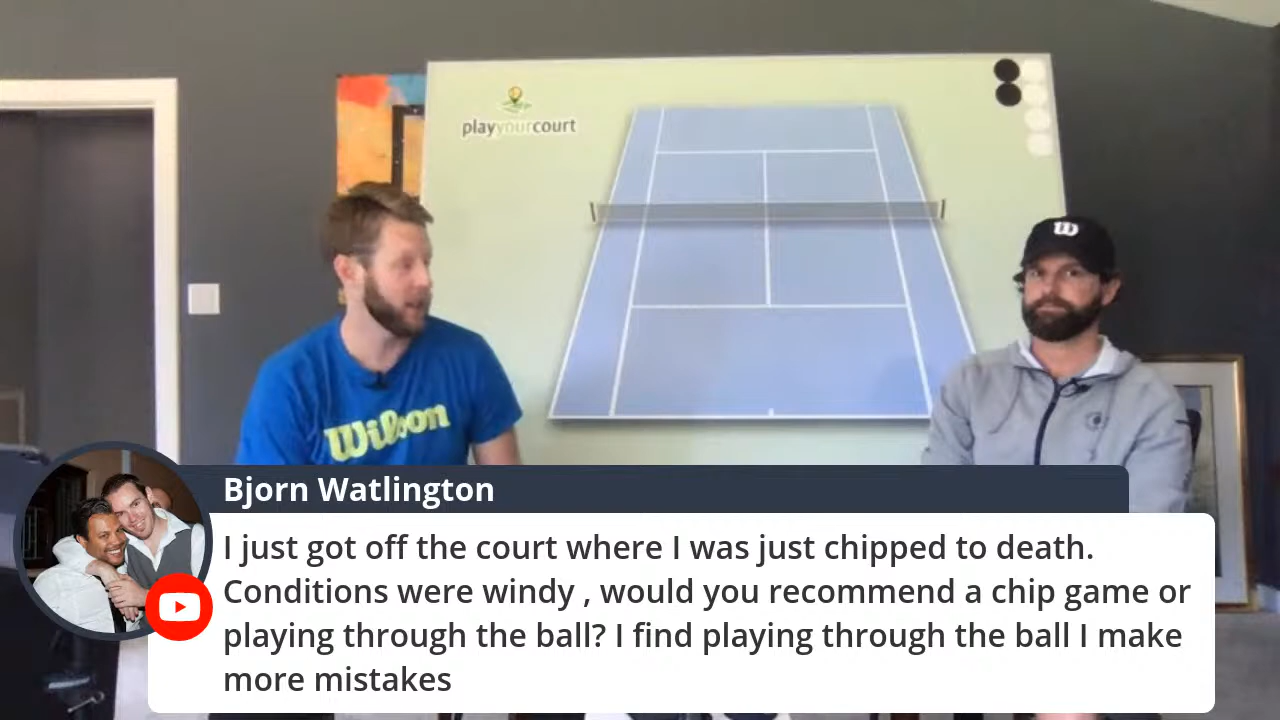 playyourcourt
W
Wilson
Bjorn Watlington
I just got off the court where I was just chipped to death.
Conditions were windy , would you recommend a chip game or
playing through the ball? I find playing through the ball I make
more mistakes